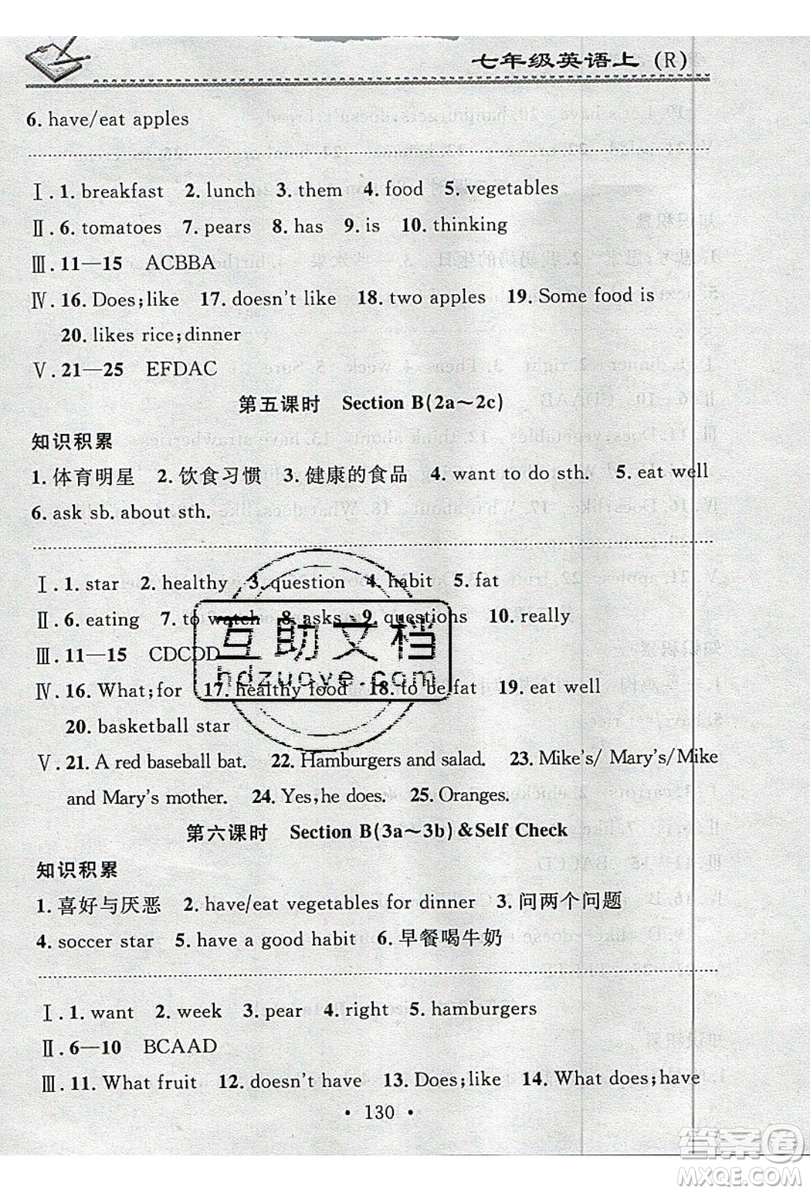 七年级英语上(R)
6. have/eat apples
Ⅰ. 1. breakfast 2. lunch 3. them 4. food 5. vegetables
Ⅱ. 6. tomatoes 7. pears 8. has 9. is 10. thinking
Ⅲ. 11—15 ACBBA
Ⅳ. 16. Does;like 17. doesn't like 18. two apples 19. Some food is
20. likes rice;dinner
Ⅴ. 21—25 EFDAC
第五课时 Section B(2a～2c)
知识积累
1. 体育明星 2. 饮食习惯 3. 健康的食品 4. want to do sth. 5. eat well
6. ask sb. about sth.
Ⅰ. 1. star 2. healthy 3. question 4. habit 5. fat
Ⅱ. 6. eating 7. to watch 8. asks 9. questions 10. really
Ⅲ. 11—15 CDCDD
Ⅳ. 16. What;for 17. healthy food 18. to be fat 19. eat well
20. basketball star
Ⅴ. 21. A red baseball bat. 22. Hamburgers and salad. 23. Mike's/ Mary's/Mike
and Mary's mother. 24. Yes,he does. 25. Oranges.
第六课时 Section B(3a～3b)&Self Check
知识积累
1. 喜好与厌恶 2. have/eat vegetables for dinner 3. 问两个问题
4. soccer star 5. have a good habit 6. 早餐喝牛奶
Ⅰ. 1. want 2. week 3. pear 4. right 5. hamburgers
Ⅱ. 6—10 BCAAD
Ⅲ. 11. What fruit 12. doesn't have 13. Does;like 14. What does;have
• 130 •
互助文档
hdzuoye.com
答案圈
MXQE.COM